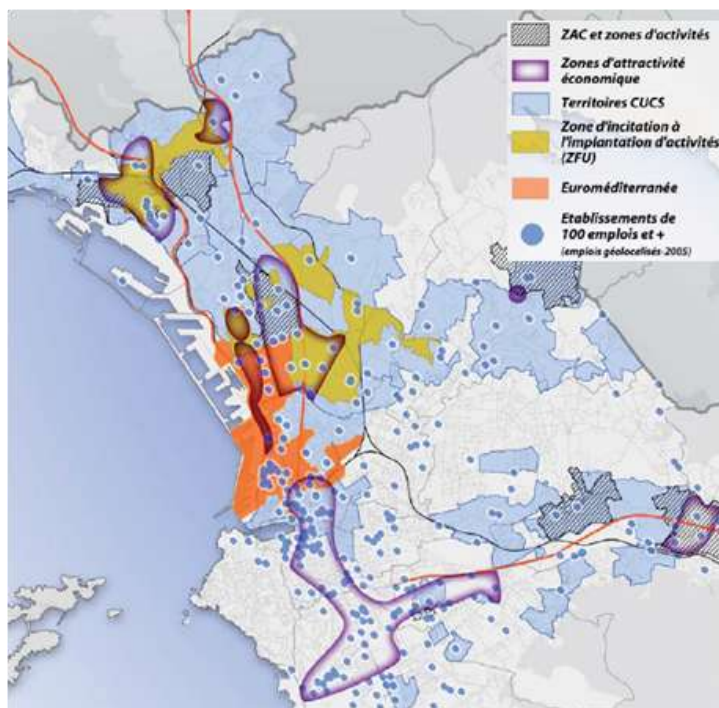 ZAC et zones d'activités
Zones d'attractivité
économique
Territoires CUCS
Zone d'incitation à
l'implantation d'activités
(ZFU)
Euroméditerranée
Etablissements de
100 emplois et +
(emplois géolocalisés-2005)